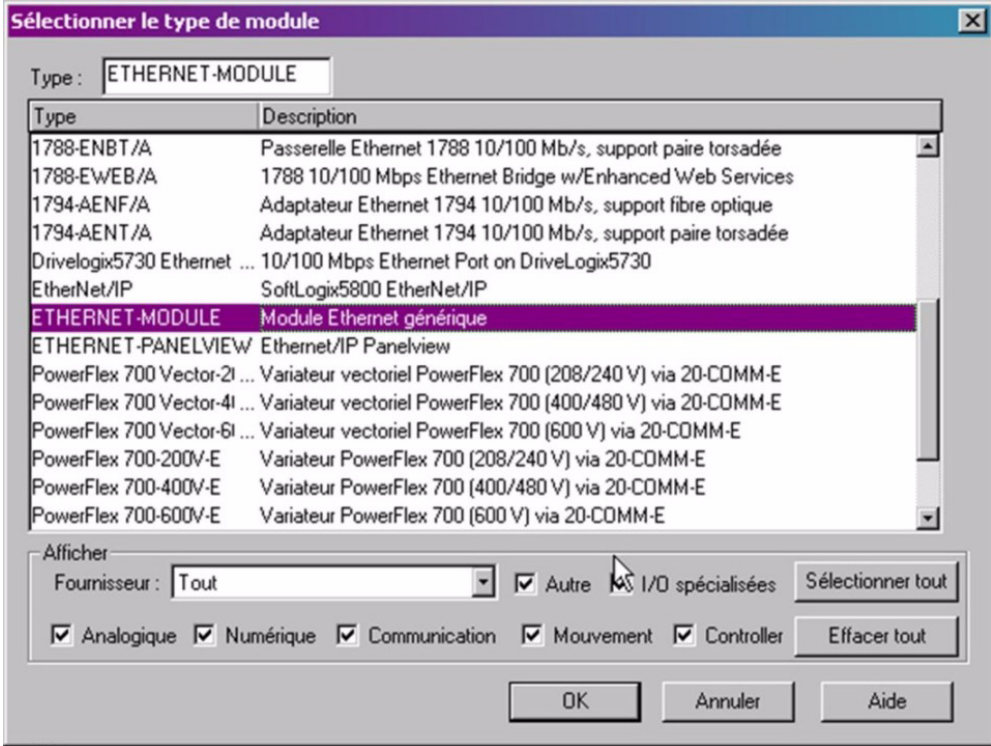 Sélectionner le type de module
Type : ETHERNET-MODULE
Type Description
1788-ENBT/A Passerelle Ethernet 1788 10/100 Mb/s, support paire torsadée
1788-EWEB/A 1788 10/100 Mbps Ethernet Bridge w/Enhanced Web Services
1794-AENF/A Adaptateur Ethernet 1794 10/100 Mb/s, support fibre optique
1794-AENT/A Adaptateur Ethernet 1794 10/100 Mb/s, support paire torsadée
Drivelogix5730 Ethernet ... 10/100 Mbps Ethernet Port on DriveLogix5730
EtherNet/IP SoftLogix5800 EtherNet/IP
ETHERNET-MODULE Module Ethernet générique
ETHERNET-PANELVIEW Ethernet/IP Panelview
PowerFlex 700 Vector-2 ... Variateur vectoriel PowerFlex 700 (208/240 V) via 20-COMM-E
PowerFlex 700 Vector-4 ... Variateur vectoriel PowerFlex 700 (400/480 V) via 20-COMM-E
PowerFlex 700 Vector-6 ... Variateur vectoriel PowerFlex 700 (600 V) via 20-COMM-E
PowerFlex 700-200V-E Variateur PowerFlex 700 (208/240 V) via 20-COMM-E
PowerFlex 700-400V-E Variateur PowerFlex 700 (400/480 V) via 20-COMM-E
PowerFlex 700-600V-E Variateur PowerFlex 700 (600 V) via 20-COMM-E
Afficher
Fournisseur : Tout Autre I/O spécialisées Sélectionner tout
Analogique Numérique Communication Mouvement Controller Effacer tout
OK Annuler Aide